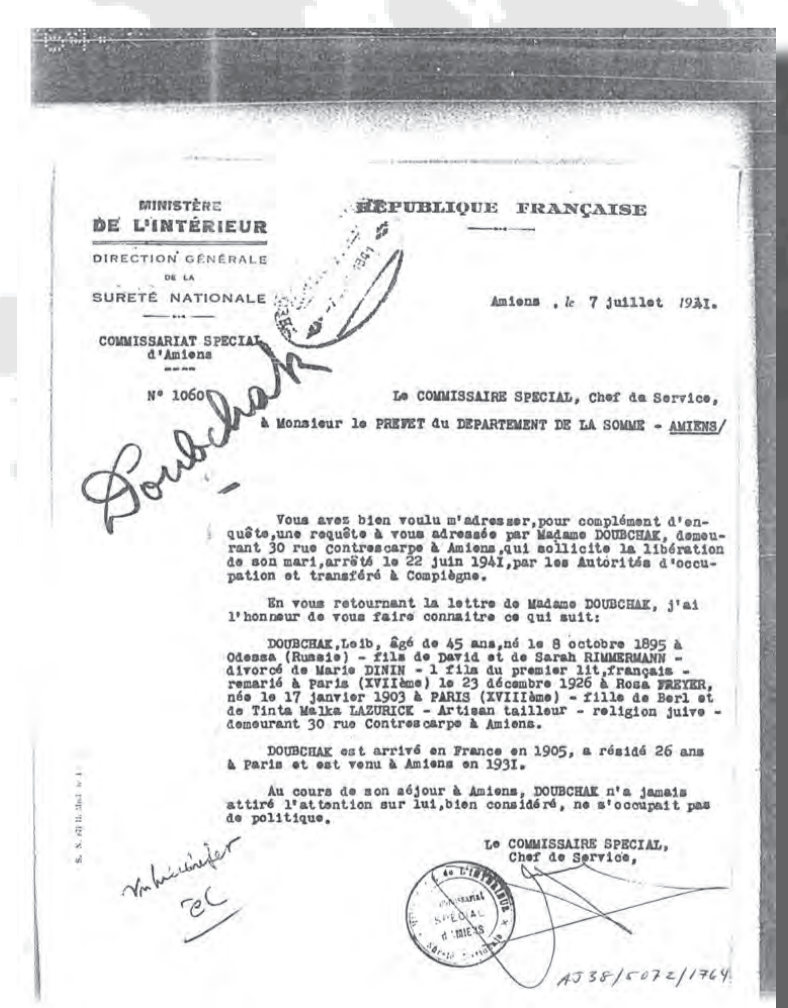 MINISTÈRE
DE L'INTÉRIEUR
DIRECTION GÉNÉRALE
DE LA
SURETÉ NATIONALE
COMMISSARIAT SPECIAL
d'Amiens
N° 1060
RÉPUBLIQUE FRANÇAISE
Amiens , le 7 juillet 1941.
Doubchak
Le COMMISSAIRE SPECIAL, Chef de Service,
à Monsieur le PREFET du DEPARTEMENT DE LA SOMME - AMIENS/
Vous avez bien voulu m'adresser,pour complément d'en-
quête,une requête à vous adressée par Madame DOUBCHAK, demeu-
rant 30 rue contrescarpe à Amiens,qui sollicite la libération
de son mari,arrêté le 22 juin 1941,par les Autorités d'occu-
pation et transféré à Compiègne.
En vous retournant la lettre de Madame DOUBCHAK, j'ai
l'honneur de vous faire connaitre ce qui suit:
DOUBCHAK,Leib, âgé de 45 ans,né le 8 octobre 1895 à
Odessa (Russie) - fils de David et de Sarah RIMMERMANN -
divorcé de Marie DININ - 1 fils du premier lit,français -
remarié à Paris (XVIIème) le 23 décembre 1926 à Rosa FREYER,
née le 17 janvier 1903 à PARIS (XVIIIème) - fille de Berl et
de Tinta Malka LAZURICK - Artisan tailleur - religion juive -
demeurant 30 rue Contrescarpe à Amiens.
DOUBCHAK est arrivé en France en 1905, a résidé 26 ans
à Paris et est venu à Amiens en 1931.
Au cours de son séjour à Amiens, DOUBCHAK n'a jamais
attiré l'attention sur lui,bien considéré, ne s'occupait pas
de politique.
Le COMMISSAIRE SPECIAL,
Chef de Service,
de l'INTERIEUR
SPECIAL
d'AMIENS
AJ38/5072/1764